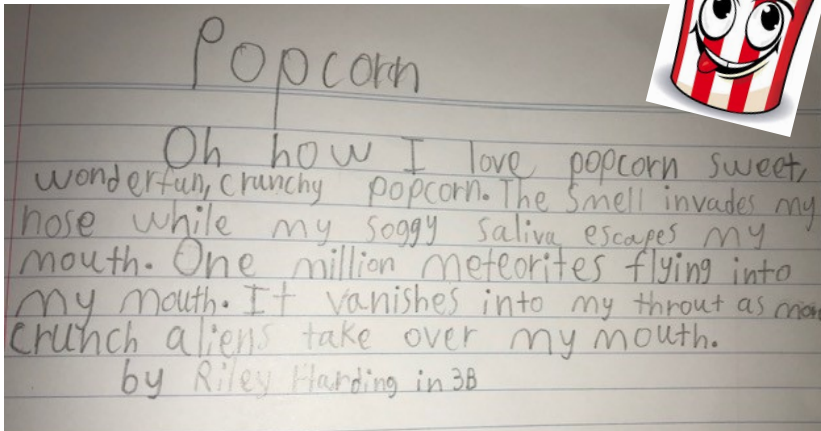 Popcorn
Oh how I love popcorn sweet,
wonderfun, crunchy popcorn. The smell invades my
nose while my soggy saliva escapes my
mouth. One million meteorites flying into
my mouth. It vanishes into my throut as
crunch aliens take over my mouth.
by Riley Harding in 3B